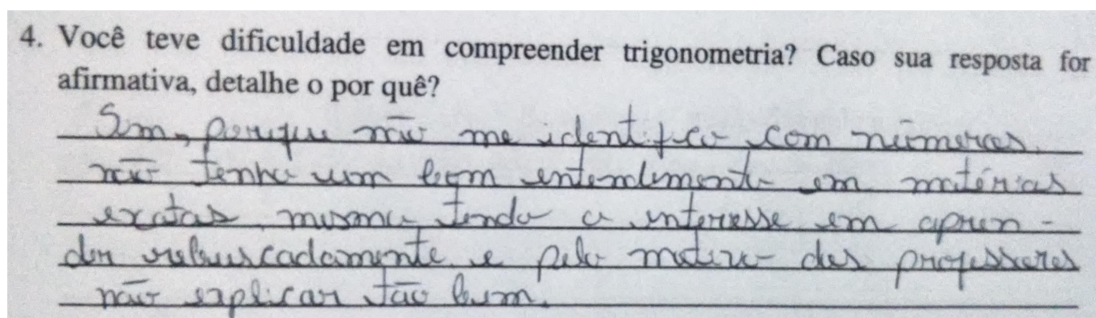 4. Você teve dificuldade em compreender trigonometria? Caso sua resposta for
afirmativa, detalhe o por quê?
Sim, porque não me identifico com números.
não tenho um bom entendimento em matérias
exatas, mesmo tendo o interesse em apren-
der rebuscadamente e pelo motivo dos professores
não explicar tão bem.